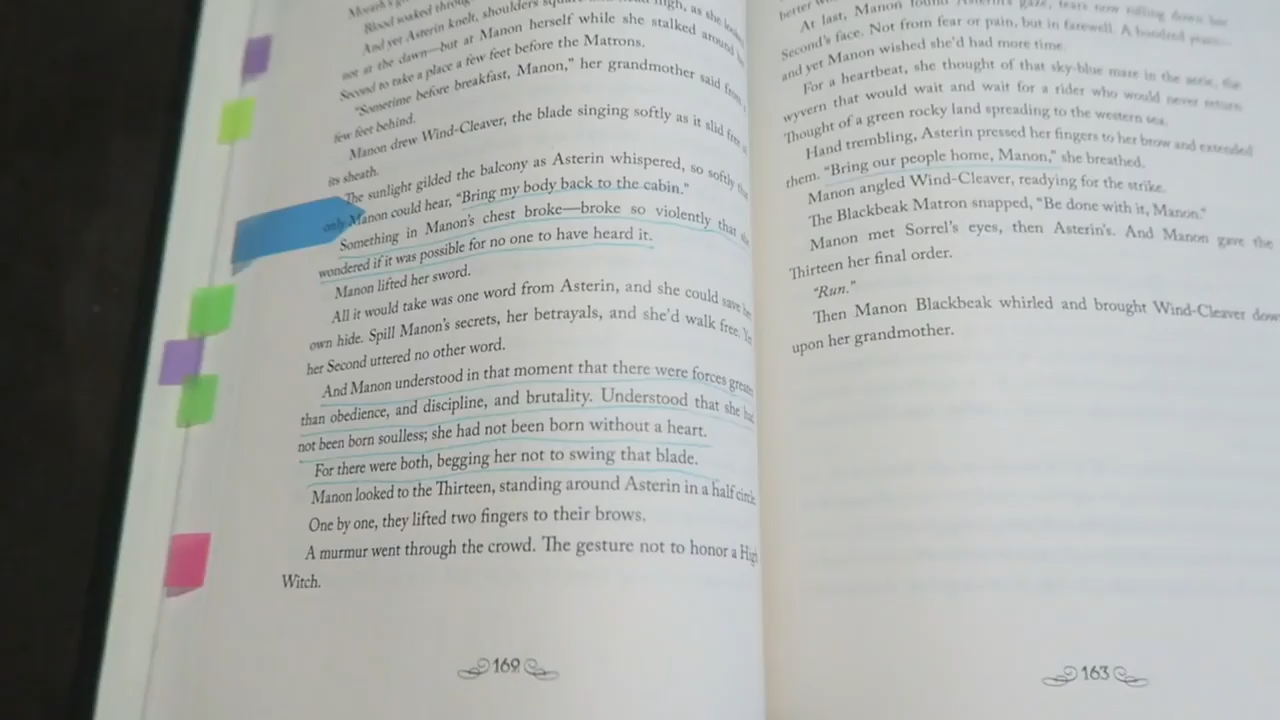 Blood soaked throug
And yet Asterin knelt, shoulders square high, as she looked
not at the dawn—but at Manon herself while she stalked around
Second to take a place a few feet before the Matrons.
“Sometime before breakfast, Manon,” her grandmother said from a
few feet behind.
Manon drew Wind-Cleaver, the blade singing softly as it slid free
its sheath.
The sunlight gilded the balcony as Asterin whispered, so softly
only Manon could hear, “Bring my body back to the cabin.”
Something in Manon’s chest broke—broke so violently that she
wondered if it was possible for no one to have heard it.
Manon lifted her sword.
All it would take was one word from Asterin, and she could save her
own hide. Spill Manon’s secrets, her betrayals, and she’d walk free. Yet
her Second uttered no other word.
And Manon understood in that moment that there were forces greater
than obedience, and discipline, and brutality. Understood that she had
not been born soulless; she had not been born without a heart.
For there were both, begging her not to swing that blade.
Manon looked to the Thirteen, standing around Asterin in a half circle.
One by one, they lifted two fingers to their brows.
A murmur went through the crowd. The gesture not to honor a High
Witch.
162
better
At last, Manon found Asterin’s gaze, tears now rolling down her
Second’s face. Not from fear or pain, but in farewell. A hundred years—
and yet Manon wished she’d had more time.
For a heartbeat, she thought of that sky-blue mare in the aerie, the
wyvern that would wait and wait for a rider who would never return.
Thought of a green rocky land spreading to the western sea.
Hand trembling, Asterin pressed her fingers to her brow and extended
them. “Bring our people home, Manon,” she breathed.
Manon angled Wind-Cleaver, readying for the strike.
The Blackbeak Matron snapped, “Be done with it, Manon.”
Manon met Sorrel’s eyes, then Asterin’s. And Manon gave the
Thirteen her final order.
“Run.”
Then Manon Blackbeak whirled and brought Wind-Cleaver down
upon her grandmother.
163